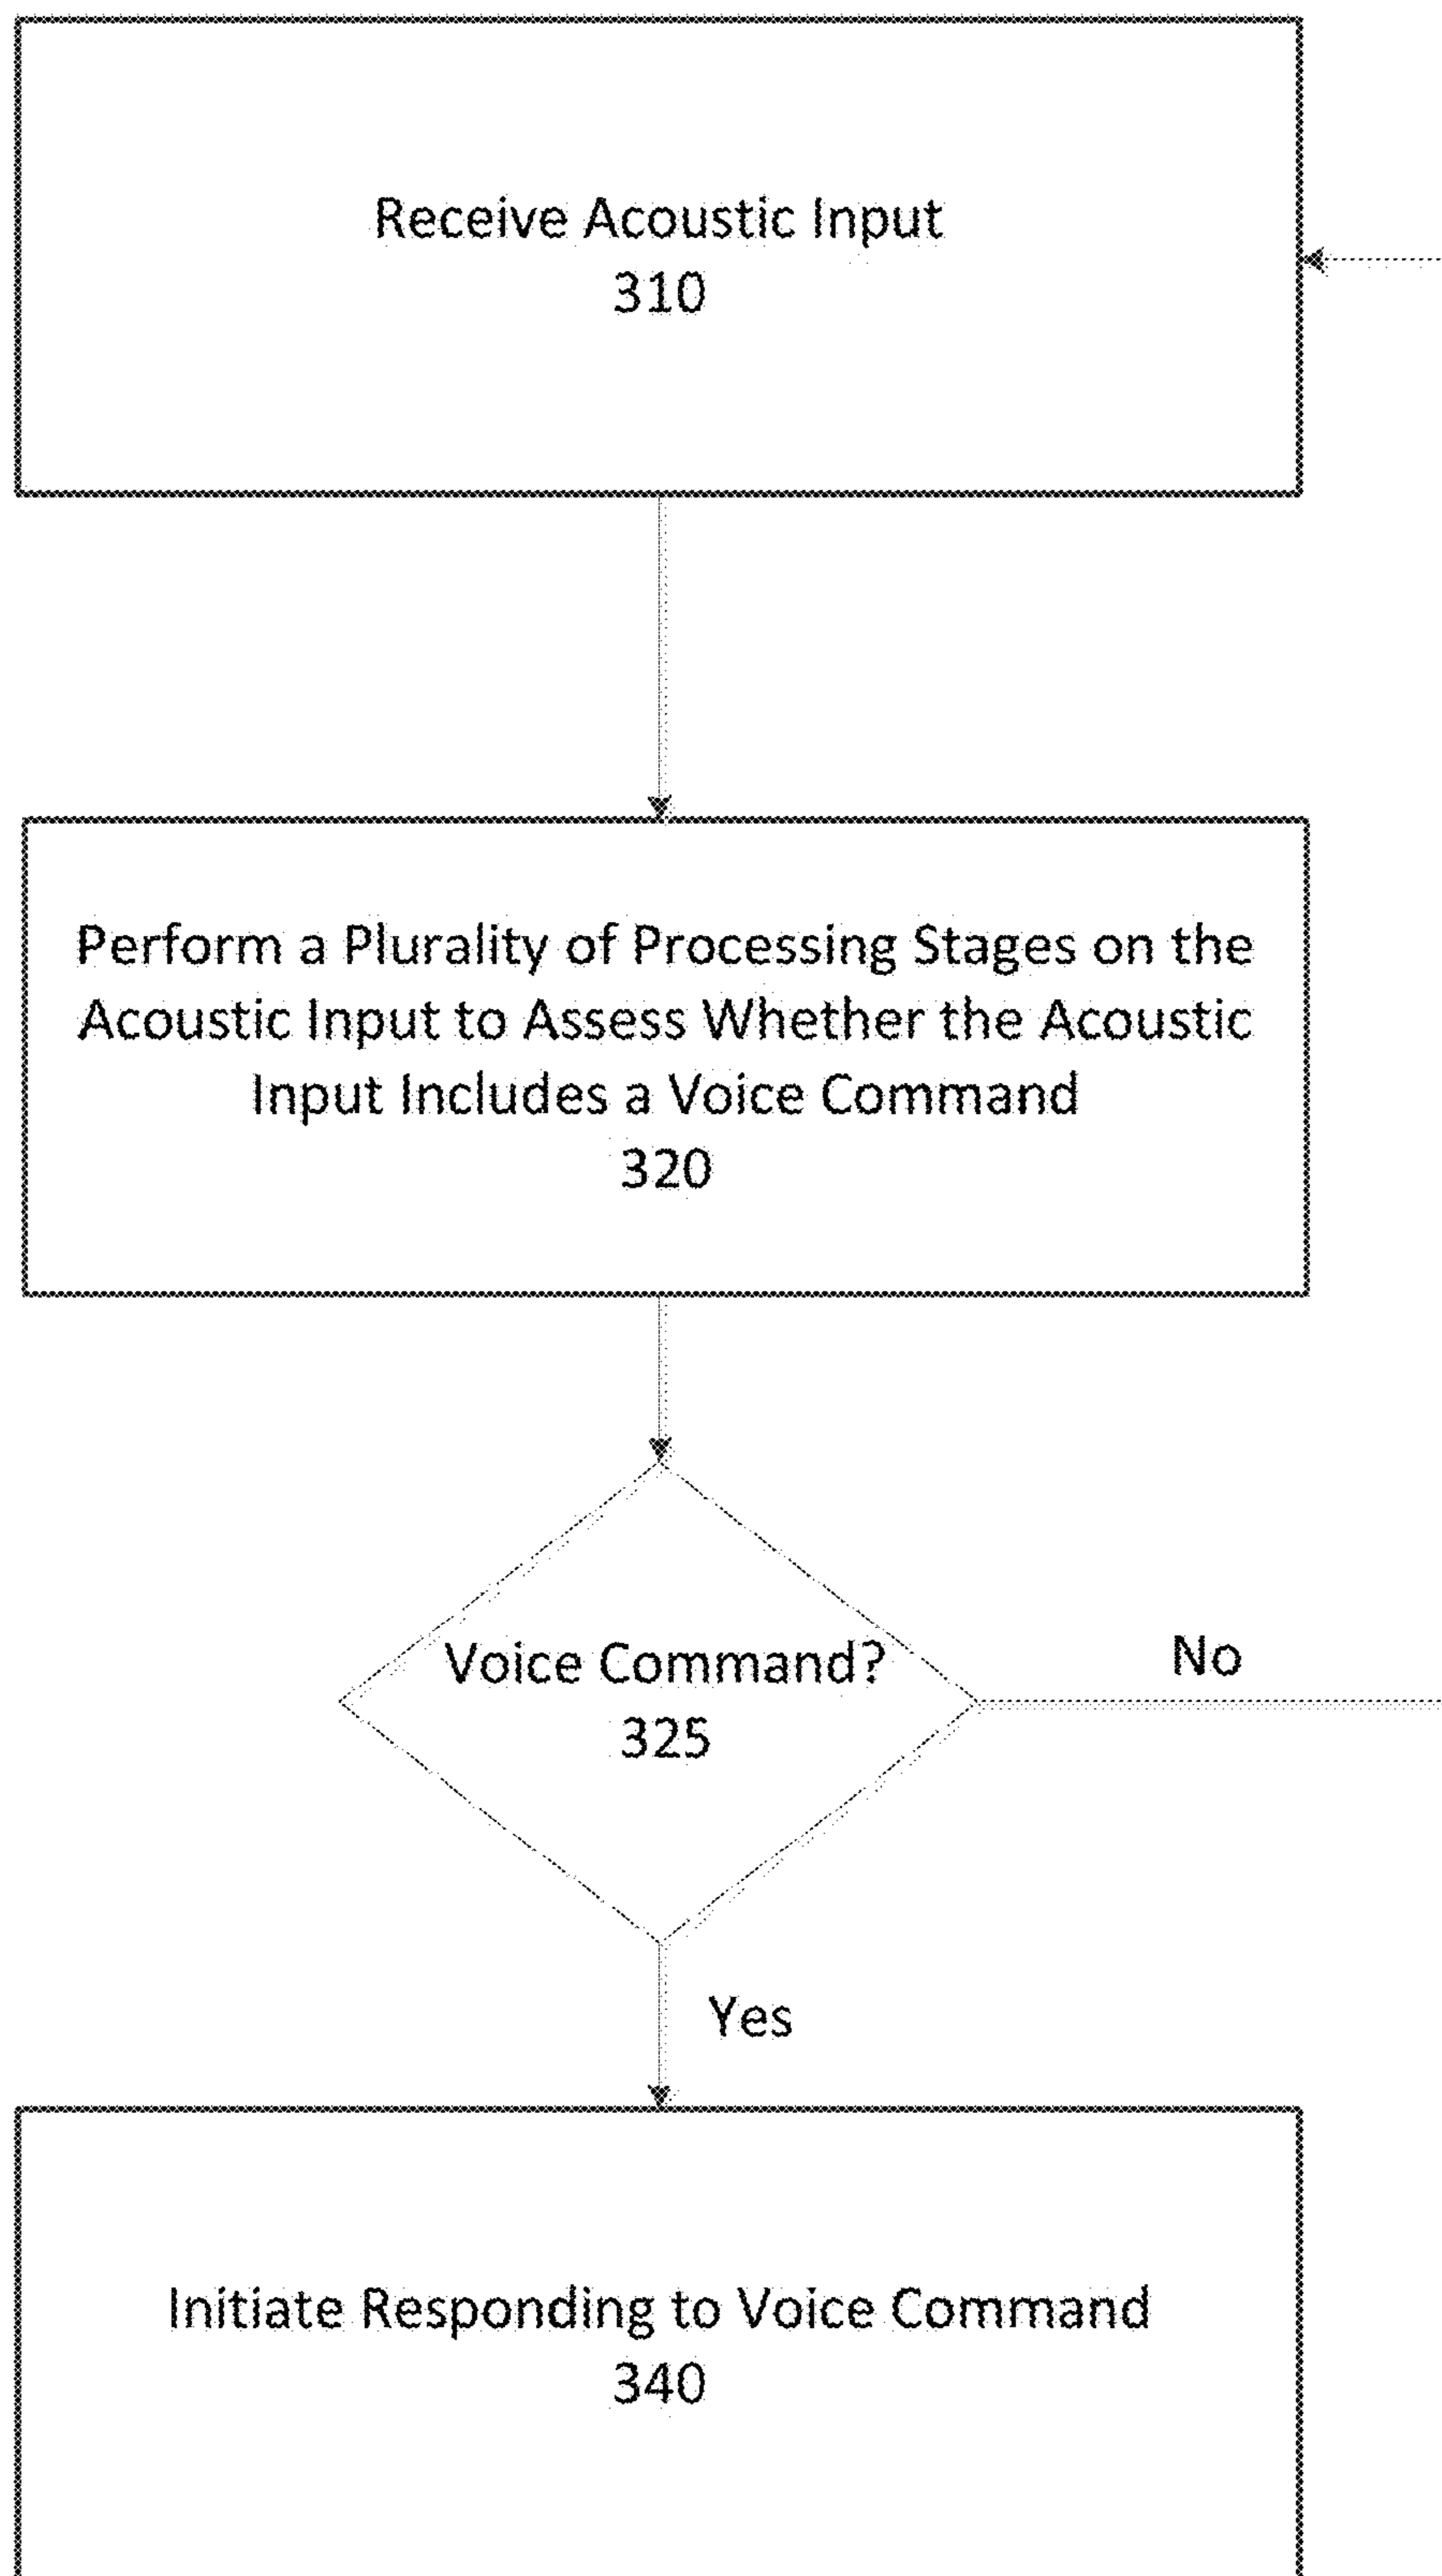 Receive Acoustic Input
310
Perform a Plurality of Processing Stages on the
Acoustic Input to Assess Whether the Acoustic
Input Includes a Voice Command
320
Voice Command?
325
No
Yes
Initiate Responding to Voice Command
340